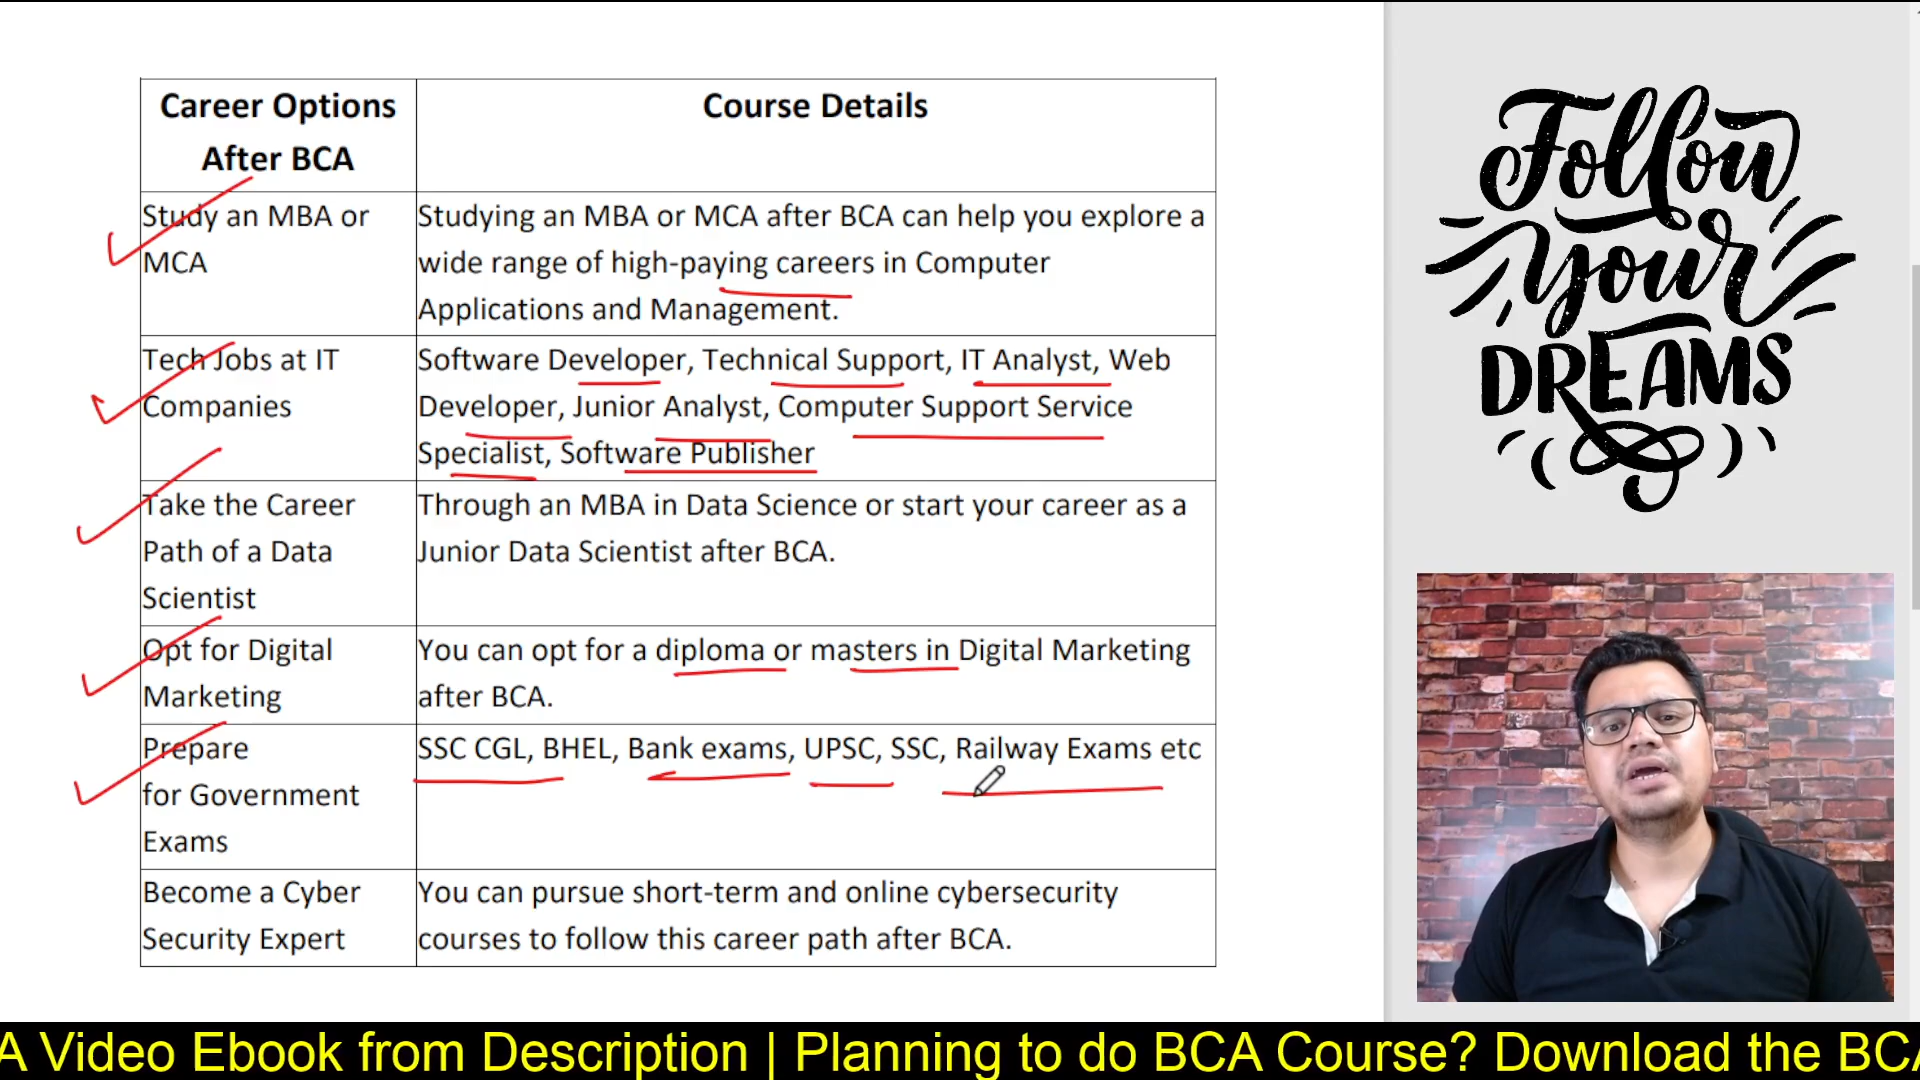 Career Options
After BCA
Course Details
Study an MBA or
MCA
Studying an MBA or MCA after BCA can help you explore a
wide range of high-paying careers in Computer
Applications and Management.
Tech Jobs at IT
Companies
Software Developer, Technical Support, IT Analyst, Web
Developer, Junior Analyst, Computer Support Service
Specialist, Software Publisher
Take the Career
Path of a Data
Scientist
Through an MBA in Data Science or start your career as a
Junior Data Scientist after BCA.
Opt for Digital
Marketing
You can opt for a diploma or masters in Digital Marketing
after BCA.
Prepare
for Government
Exams
SSC CGL, BHEL, Bank exams, UPSC, SSC, Railway Exams etc
Become a Cyber
Security Expert
You can pursue short-term and online cybersecurity
courses to follow this career path after BCA.
Follow
your
DREAMS
A Video Ebook from Description | Planning to do BCA Course? Download the BCA